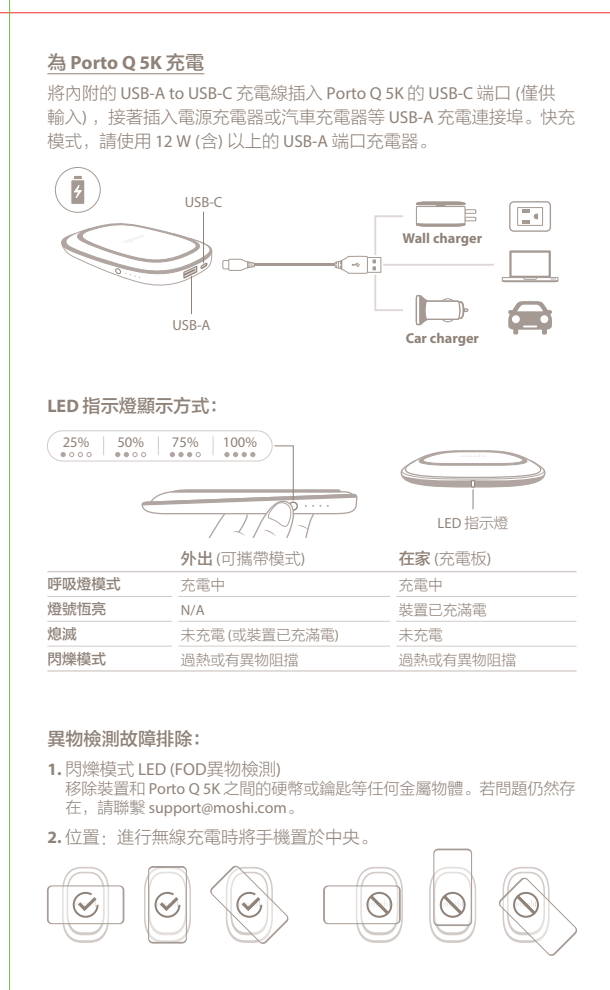 為 Porto Q 5K 充電
將內附的 USB-A to USB-C 充電線插入 Porto Q 5K 的 USB-C 端口 (僅供
輸入) ，接著插入電源充電器或汽車充電器等 USB-A 充電連接埠。快充
模式，請使用 12 W (含) 以上的 USB-A 端口充電器。
USB-C
Wall charger
USB-A
Car charger
LED 指示燈顯示方式：
25% 50% 75% 100%
LED 指示燈
外出 (可攜帶模式) 在家 (充電板)
呼吸燈模式 充電中 充電中
燈號恆亮 N/A 裝置已充滿電
熄滅 未充電 (或裝置已充滿電) 未充電
閃爍模式 過熱或有異物阻擋 過熱或有異物阻擋
異物檢測故障排除：
1. 閃爍模式 LED (FOD異物檢測)
移除裝置和 Porto Q 5K 之間的硬幣或鑰匙等任何金屬物體。若問題仍然存
在，請聯繫 support@moshi.com。
2. 位置：進行無線充電時將手機置於中央。